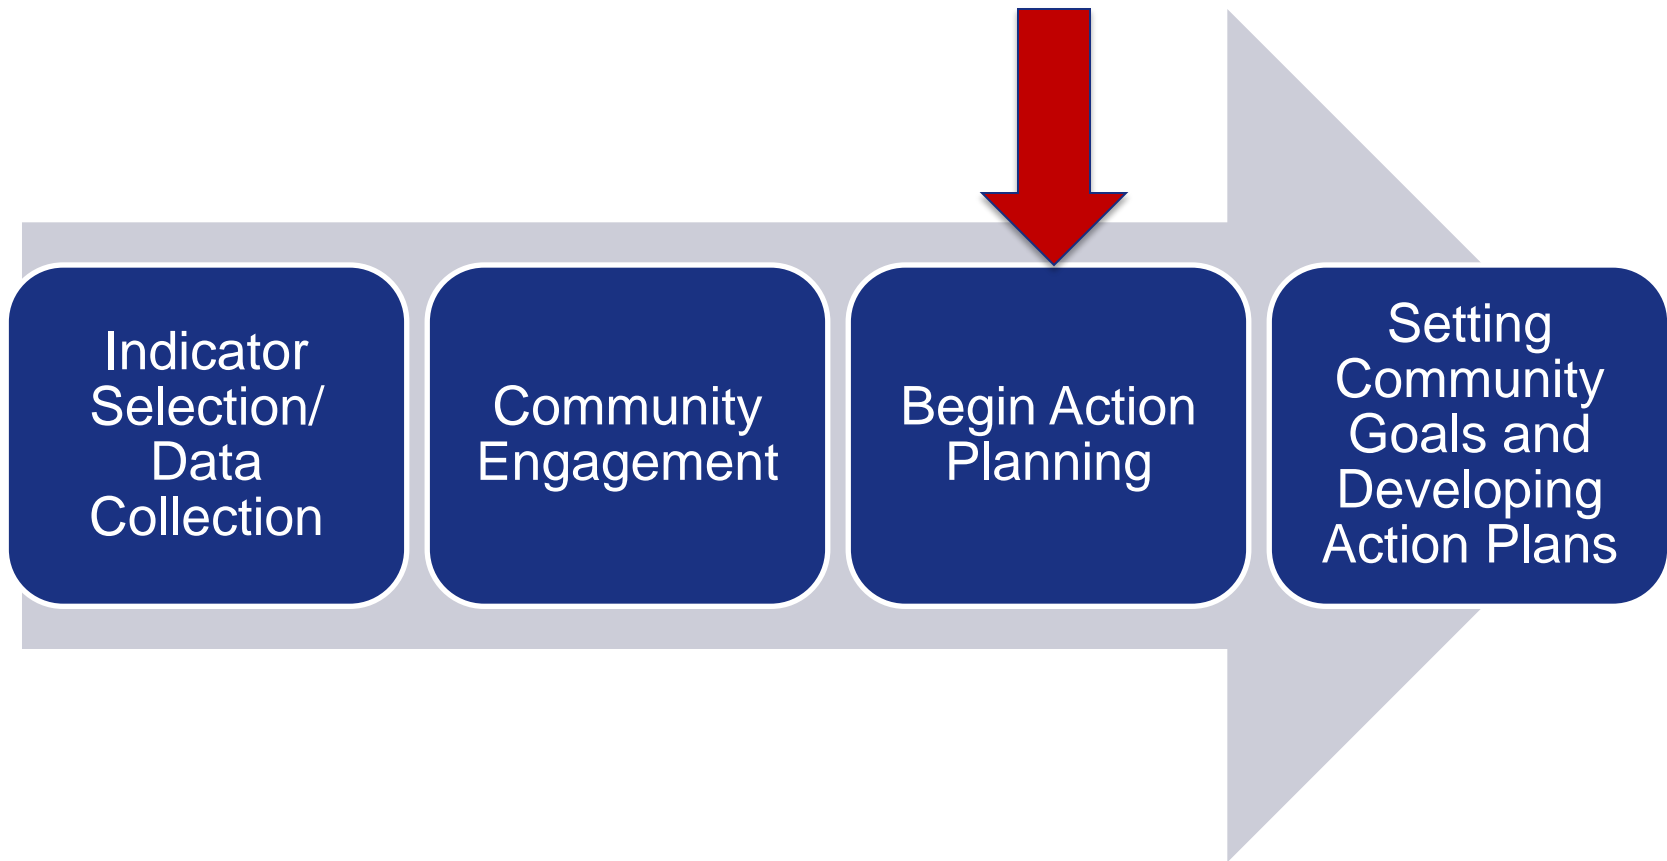 Indicator
Selection/
Data
Collection
Community
Engagement
Begin Action
Planning
Setting
Community
Goals and
Developing
Action Plans